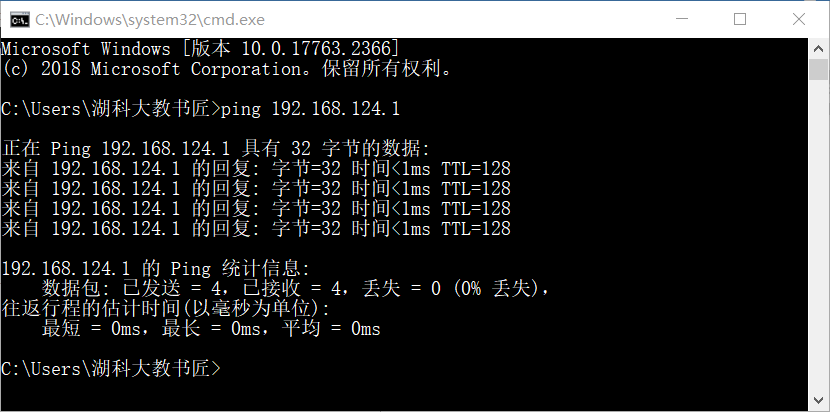 C:\Windows\system32\cmd.exe
Microsoft Windows [版本 10.0.17763.2366]
(c) 2018 Microsoft Corporation。保留所有权利。
C:\Users\湖科大教书匠>ping 192.168.124.1
正在 Ping 192.168.124.1 具有 32 字节的数据:
来自 192.168.124.1 的回复: 字节=32 时间<1ms TTL=128
来自 192.168.124.1 的回复: 字节=32 时间<1ms TTL=128
来自 192.168.124.1 的回复: 字节=32 时间<1ms TTL=128
来自 192.168.124.1 的回复: 字节=32 时间<1ms TTL=128
192.168.124.1 的 Ping 统计信息:
数据包: 已发送 = 4，已接收 = 4，丢失 = 0 (0% 丢失)，
往返行程的估计时间(以毫秒为单位):
最短 = 0ms，最长 = 0ms，平均 = 0ms
C:\Users\湖科大教书匠>